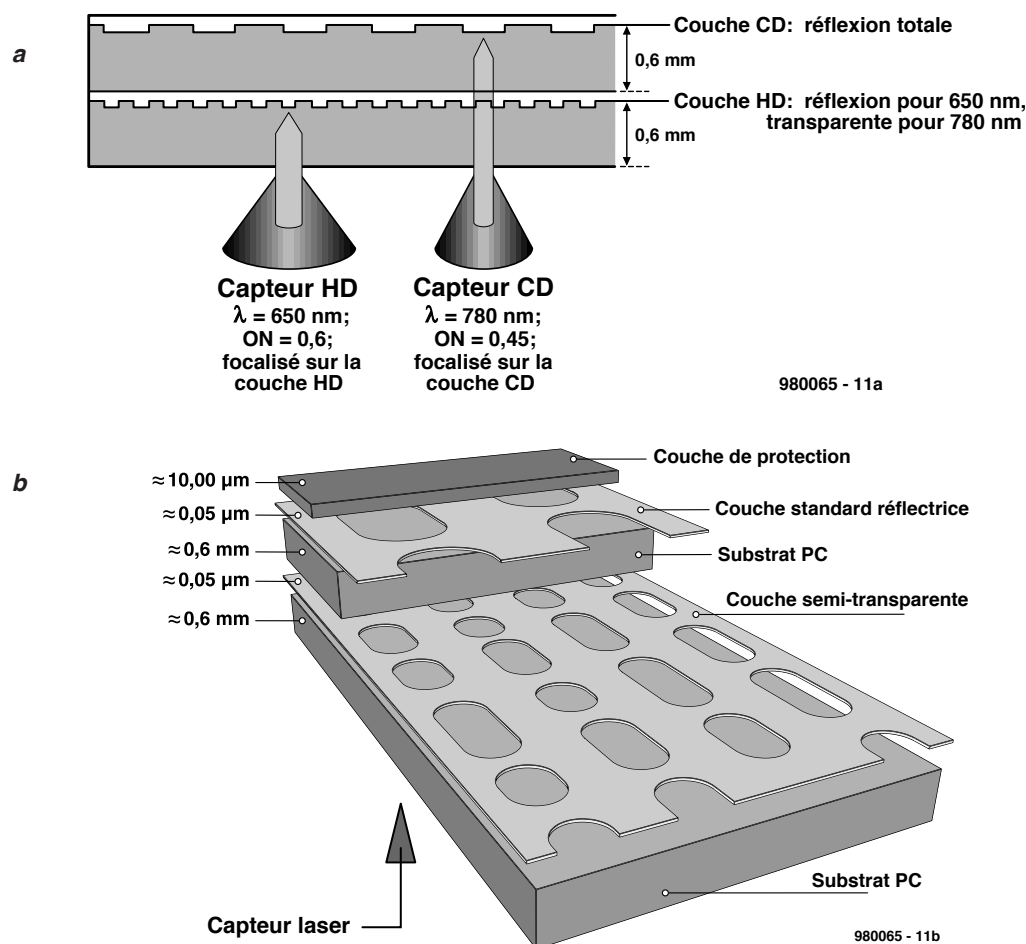 a
Couche CD: réflexion totale
0,6 mm
Couche HD: réflexion pour 650 nm,
transparente pour 780 nm
0,6 mm
Capteur HD
λ = 650 nm;
ON = 0,6;
focalisé sur la
couche HD
Capteur CD
λ = 780 nm;
ON = 0,45;
focalisé sur la
couche CD
980065 - 11a
b
Couche de protection
≈ 10,00 µm
Couche standard réflectrice
≈ 0,05 µm
≈ 0,6 mm
Substrat PC
≈ 0,05 µm
Couche semi-transparente
≈ 0,6 mm
Substrat PC
Capteur laser
980065 - 11b